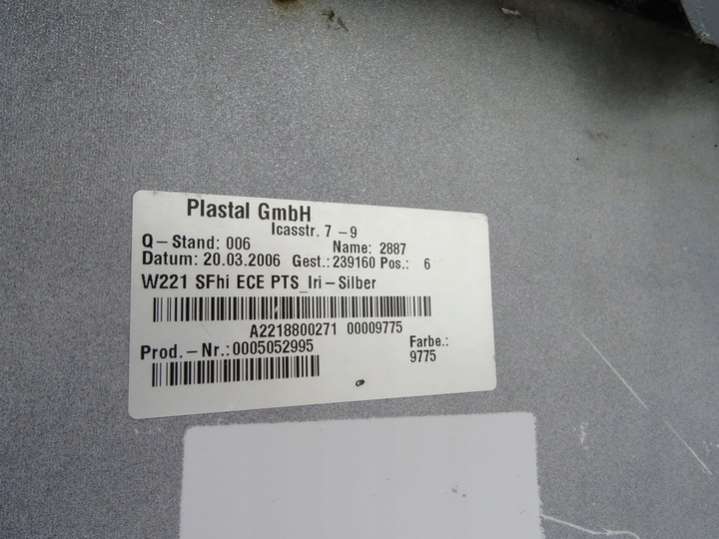 Plastal GmbH
Icasstr. 7-9
Q-Stand: 006 Name: 2887
Datum: 20.03.2006 Gest.:239160 Pos.: 6
W221 SFhi ECE PTS_Iri-Silber
A2218800271 00009775
Prod.-Nr.:0005052995 Farbe.:
9775